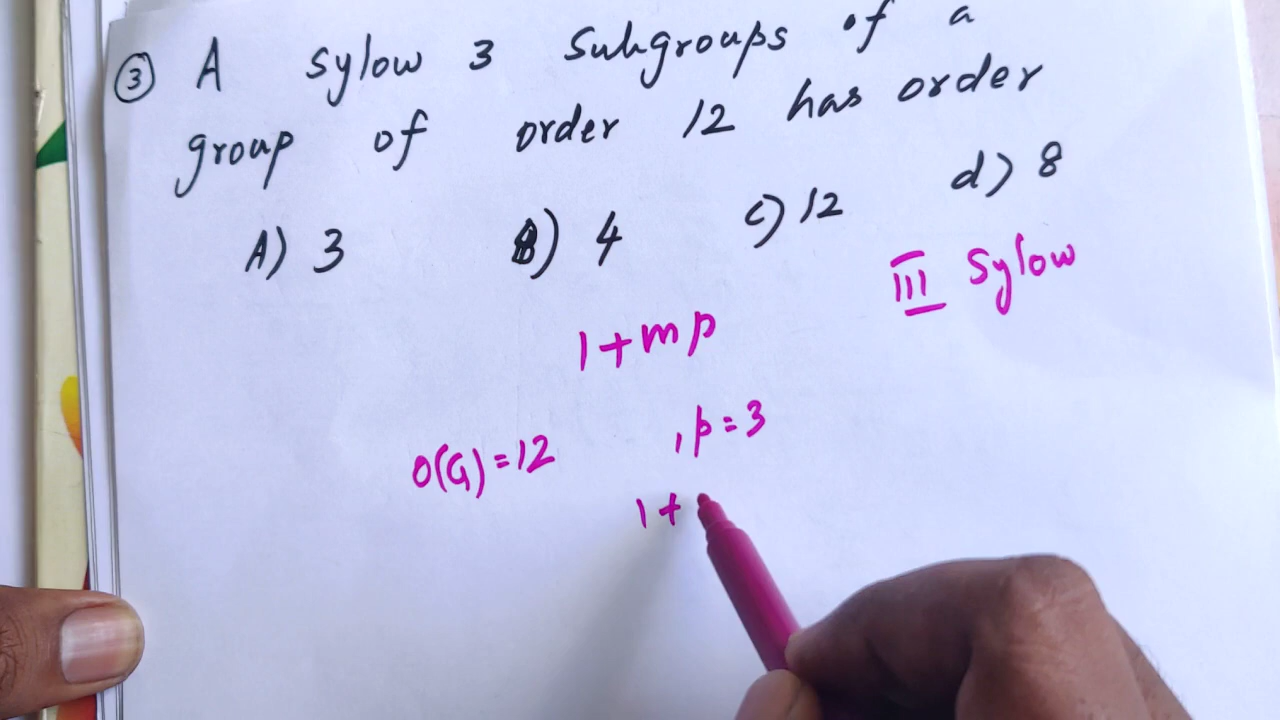 ③ A Sylow 3 Subgroups of a
group of order 12 has order
A) 3 B) 4 C) 12 d) 8
III Sylow
1+mp
O(G)=12 , p=3
1+